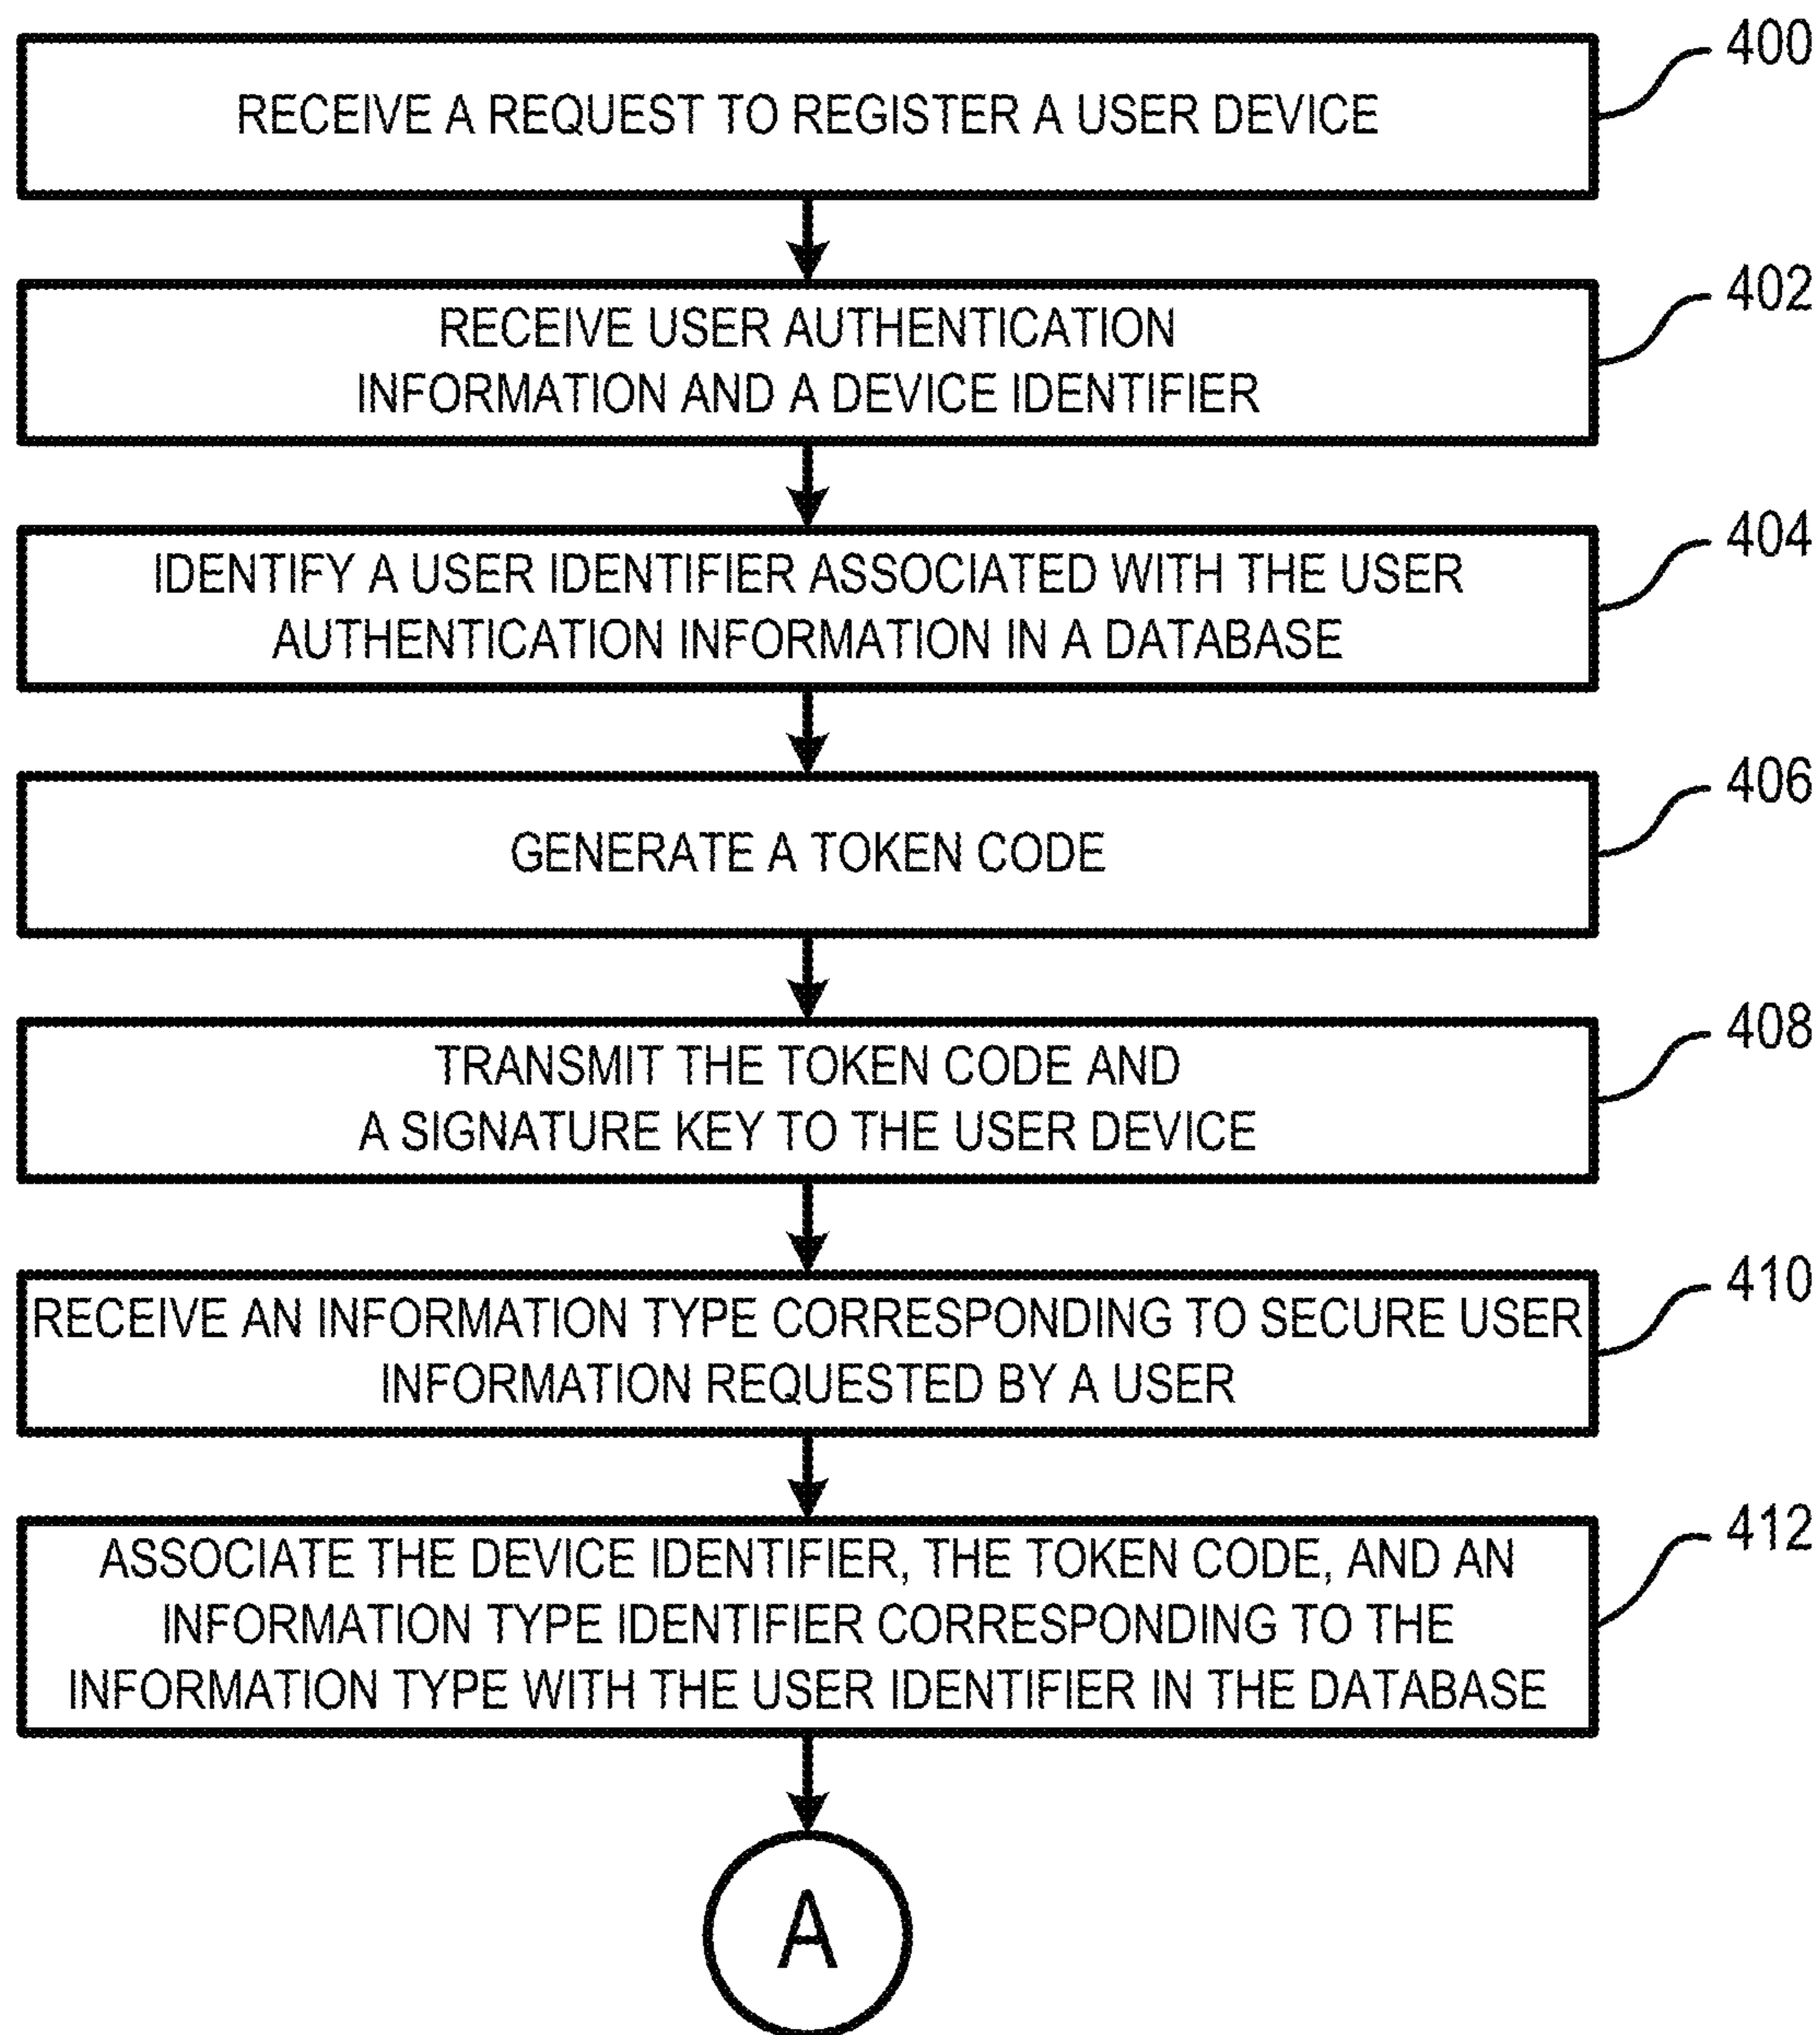 RECEIVE A REQUEST TO REGISTER A USER DEVICE
400
RECEIVE USER AUTHENTICATION
INFORMATION AND A DEVICE IDENTIFIER
402
IDENTIFY A USER IDENTIFIER ASSOCIATED WITH THE USER
AUTHENTICATION INFORMATION IN A DATABASE
404
GENERATE A TOKEN CODE
406
TRANSMIT THE TOKEN CODE AND
A SIGNATURE KEY TO THE USER DEVICE
408
RECEIVE AN INFORMATION TYPE CORRESPONDING TO SECURE USER
INFORMATION REQUESTED BY A USER
410
ASSOCIATE THE DEVICE IDENTIFIER, THE TOKEN CODE, AND AN
INFORMATION TYPE IDENTIFIER CORRESPONDING TO THE
INFORMATION TYPE WITH THE USER IDENTIFIER IN THE DATABASE
412
A